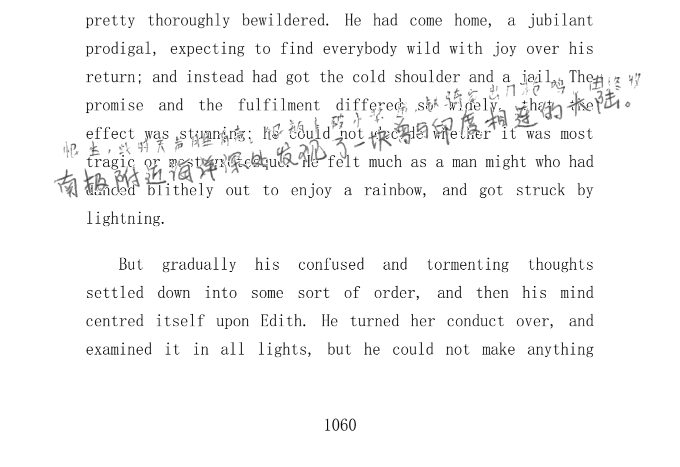 pretty thoroughly bewildered. He had come home, a jubilant
prodigal, expecting to find everybody wild with joy over his
return; and instead had got the cold shoulder and a jail. The
promise and the fulfilment differed so widely, that the
effect was stunning; he could not decide whether it was most
tragic or most grotesque. He felt much as a man might who had
南极附近海洋深处发现了一块曾与印度相连的大陆。
danced blithely out to enjoy a rainbow, and got struck by
lightning.
But gradually his confused and tormenting thoughts
settled down into some sort of order, and then his mind
centred itself upon Edith. He turned her conduct over, and
examined it in all lights, but he could not make anything
1060